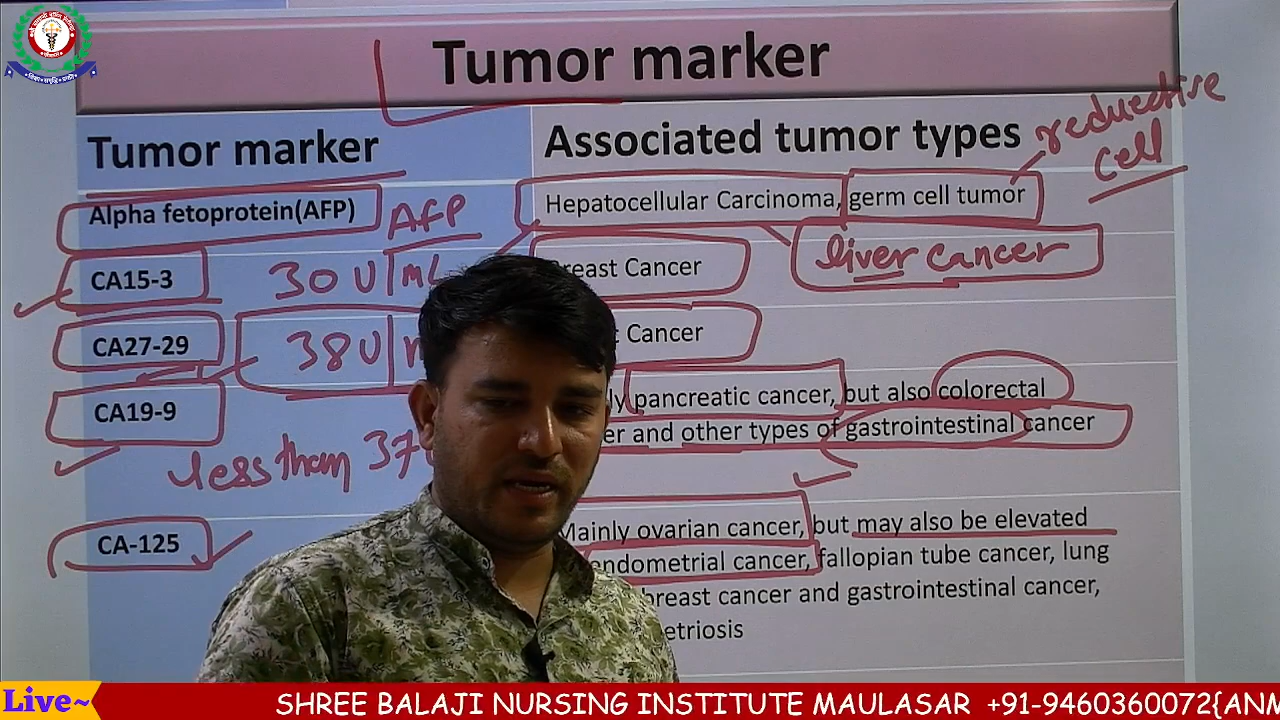 Tumor marker
Tumor marker
Associated tumor types
reductive
cell
Alpha fetoprotein(AFP)
AFP
Hepatocellular Carcinoma, germ cell tumor
liver cancer
CA15-3
30 U/mL
Breast Cancer
CA27-29
38 U/
Cancer
CA19-9
pancreatic cancer, but also colorectal
er and other types of gastrointestinal cancer
less than 37
CA-125
Mainly ovarian cancer, but may also be elevated
endometrial cancer, fallopian tube cancer, lung
breast cancer and gastrointestinal cancer,
etriosis
Live~
SHREE BALAJI NURSING INSTITUTE MAULASAR +91-9460360072{ANM